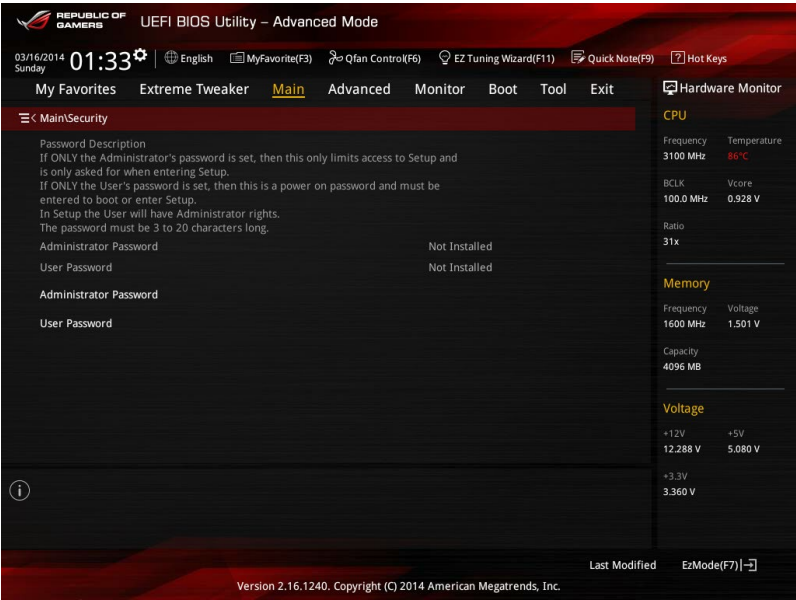 REPUBLIC OF
GAMERS
UEFI BIOS Utility – Advanced Mode
03/16/2014
Sunday
01:33
English
MyFavorite(F3)
Qfan Control(F6)
EZ Tuning Wizard(F11)
Quick Note(F9)
? Hot Keys
My Favorites
Extreme Tweaker
Main
Advanced
Monitor
Boot
Tool
Exit
Hardware Monitor
Main\Security
Password Description
If ONLY the Administrator's password is set, then this only limits access to Setup and
is only asked for when entering Setup.
If ONLY the User's password is set, then this is a power on password and must be
entered to boot or enter Setup.
In Setup the User will have Administrator rights.
The password must be 3 to 20 characters long.
Administrator Password Not Installed
User Password Not Installed
Administrator Password
User Password
CPU
Frequency Temperature
3100 MHz 86°C
BCLK Vcore
100.0 MHz 0.928 V
Ratio
31x
Memory
Frequency Voltage
1600 MHz 1.501 V
Capacity
4096 MB
Voltage
+12V +5V
12.288 V 5.080 V
+3.3V
3.360 V
i
Last Modified
EzMode(F7)
Version 2.16.1240. Copyright (C) 2014 American Megatrends, Inc.